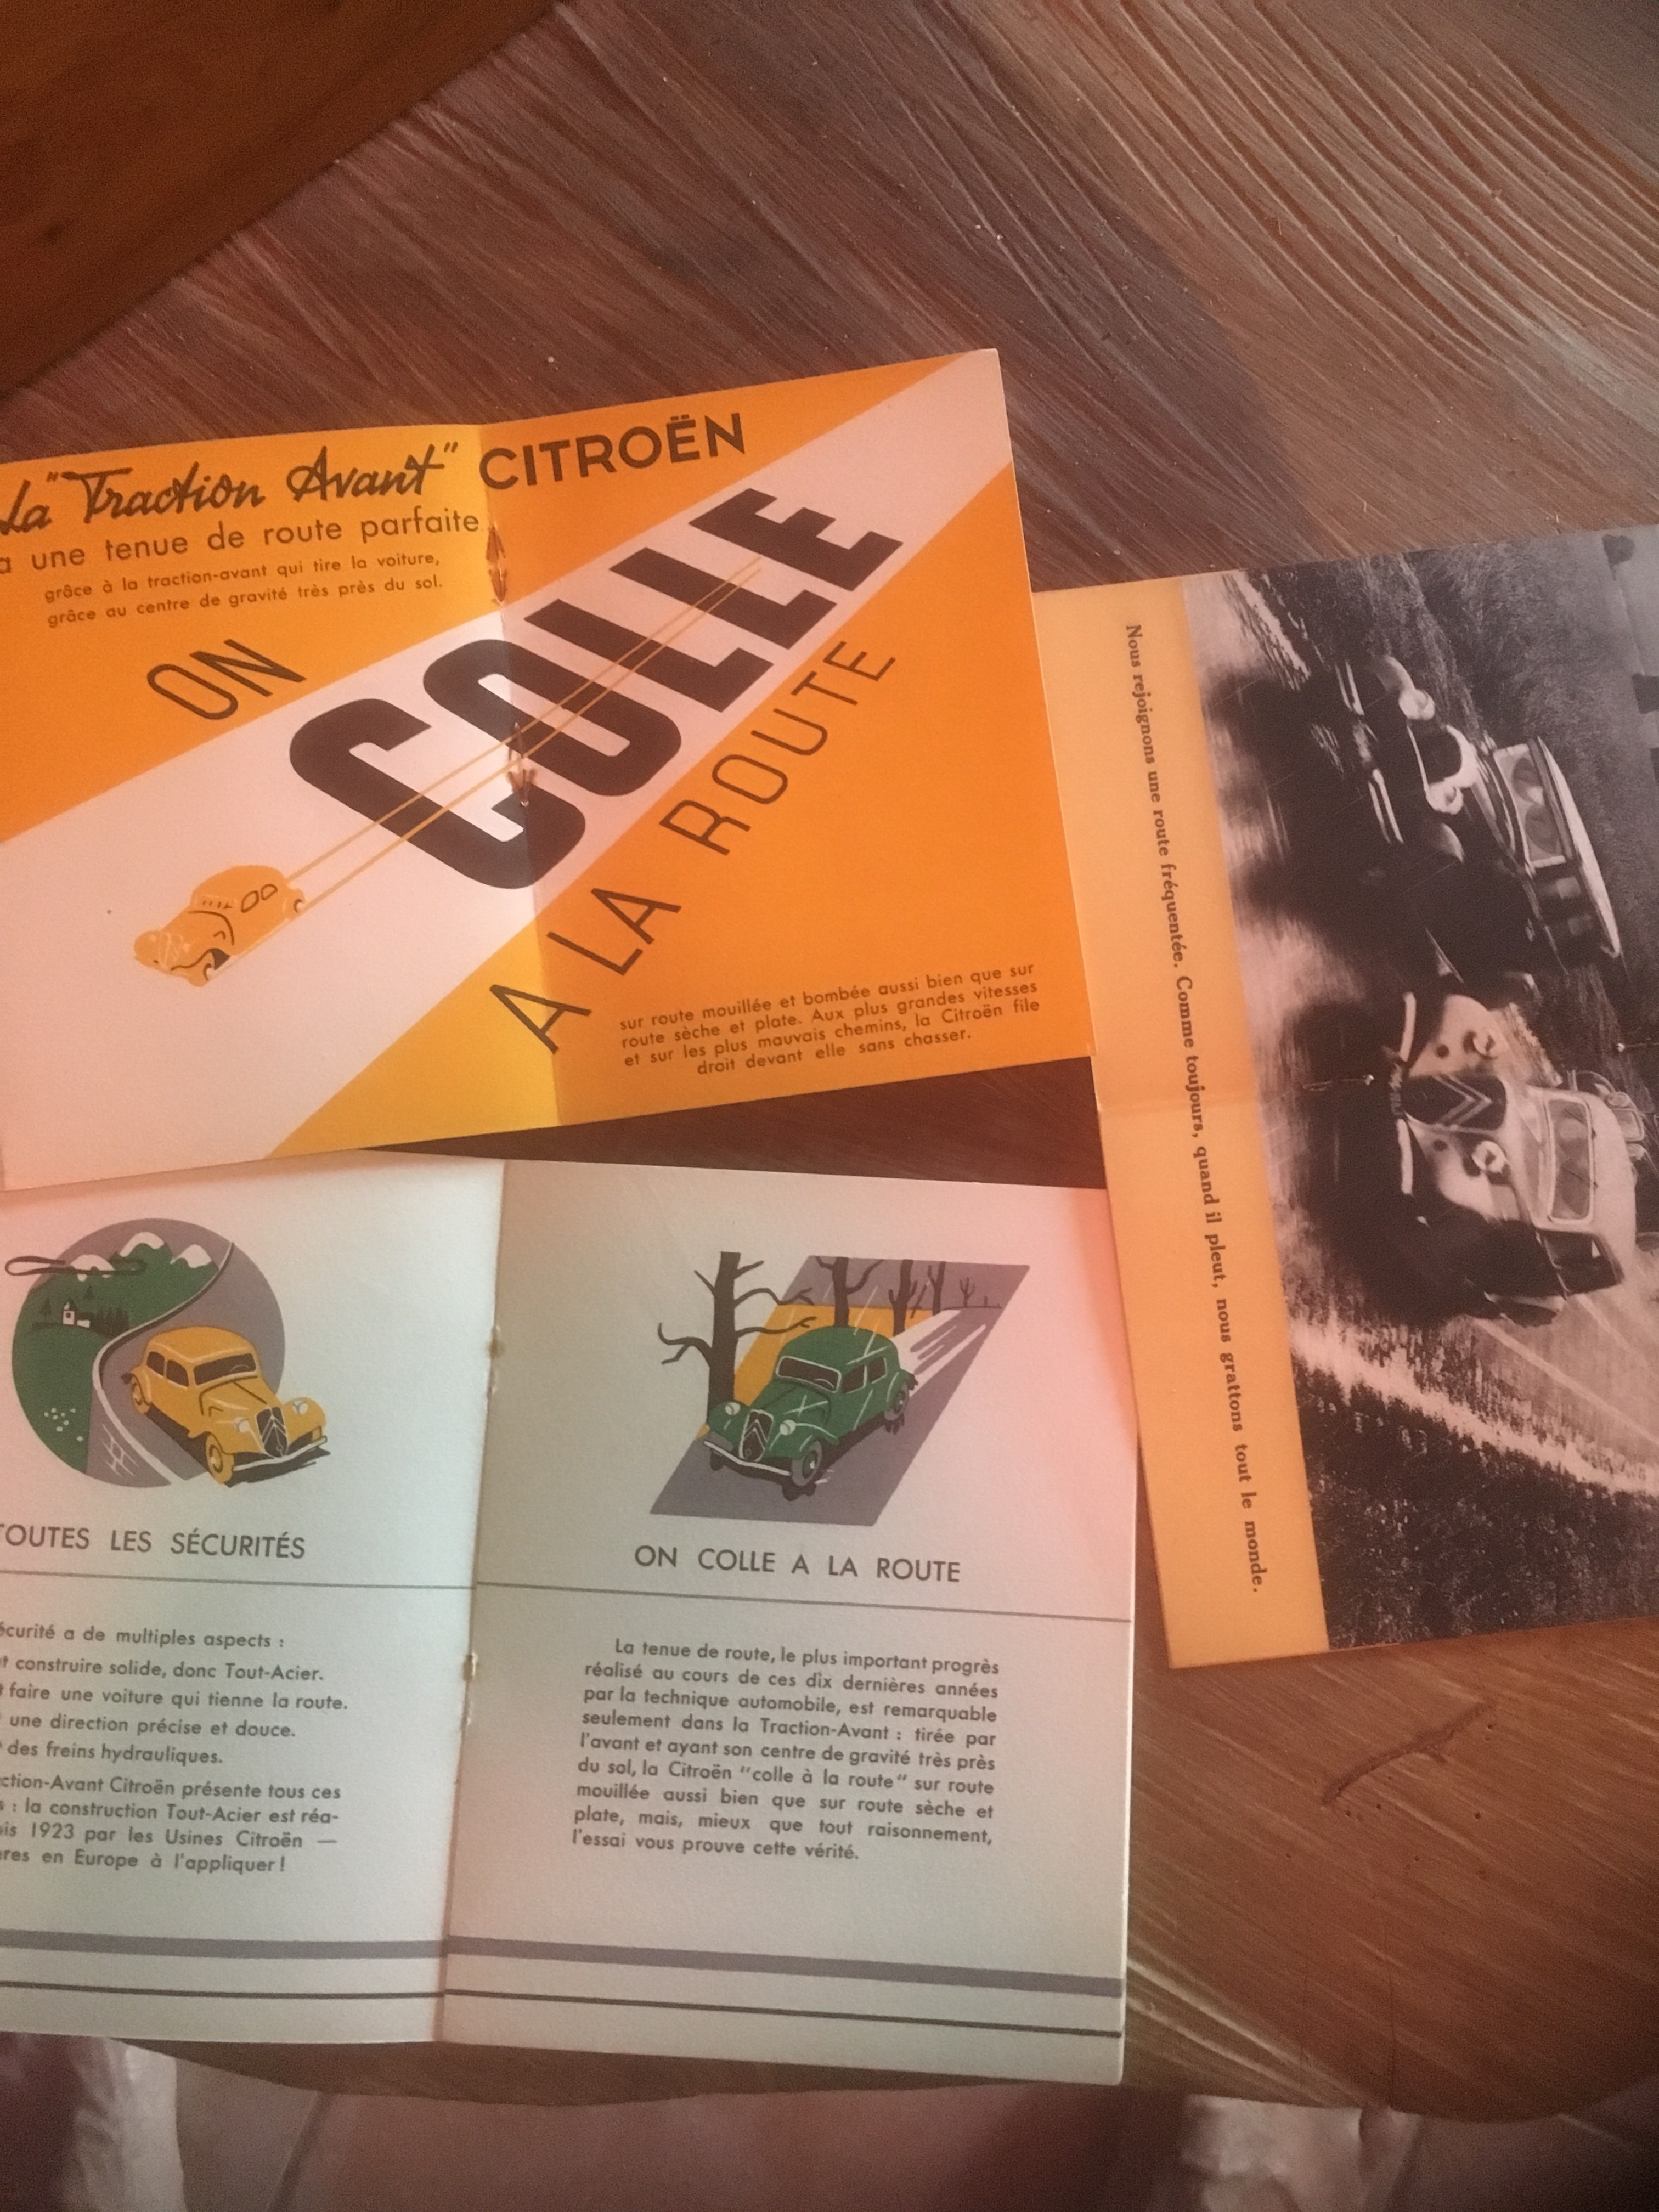 La "Traction Avant" CITROËN
a une tenue de route parfaite
grâce à la traction-avant qui tire la voiture,
grâce au centre de gravité très près du sol.
ON
COLLE
A LA ROUTE
sur route mouillée et bombée aussi bien que sur
route sèche et plate. Aux plus grandes vitesses
et sur les plus mauvais chemins, la Citroën file
droit devant elle sans chasser.
Nous rejoignons une route fréquentée. Comme toujours, quand il pleut, nous grattons tout le monde.
TOUTES LES SÉCURITÉS
écurité a de multiples aspects :
t construire solide, donc Tout-Acier.
faire une voiture qui tienne la route.
une direction précise et douce.
des freins hydrauliques.
ction-Avant Citroën présente tous ces
: la construction Tout-Acier est réa-
is 1923 par les Usines Citroën —
res en Europe à l'appliquer !
ON COLLE A LA ROUTE
La tenue de route, le plus important progrès
réalisé au cours de ces dix dernières années
par la technique automobile, est remarquable
seulement dans la Traction-Avant : tirée par
l'avant et ayant son centre de gravité très près
du sol, la Citroën "colle à la route" sur route
mouillée aussi bien que sur route sèche et
plate, mais, mieux que tout raisonnement,
l'essai vous prouve cette vérité.